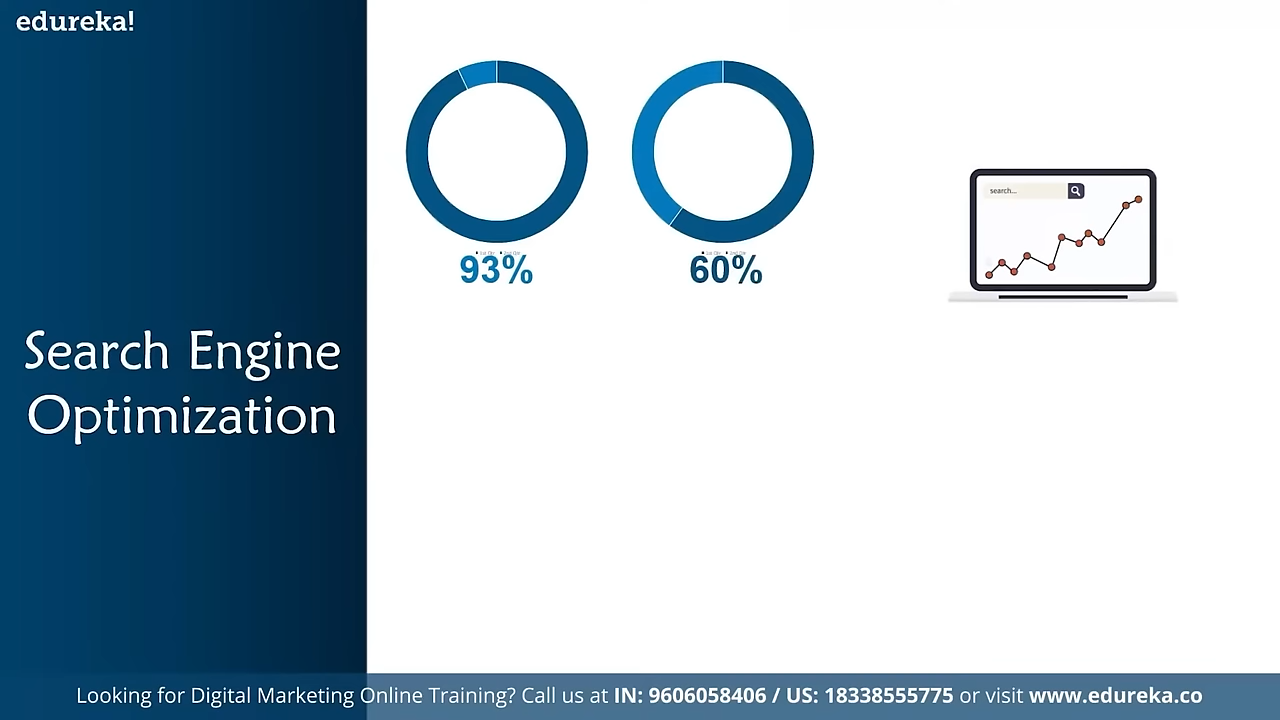 edureka!
Search Engine
Optimization
93%
60%
search...
Looking for Digital Marketing Online Training? Call us at IN: 9606058406 / US: 18338555775 or visit www.edureka.co